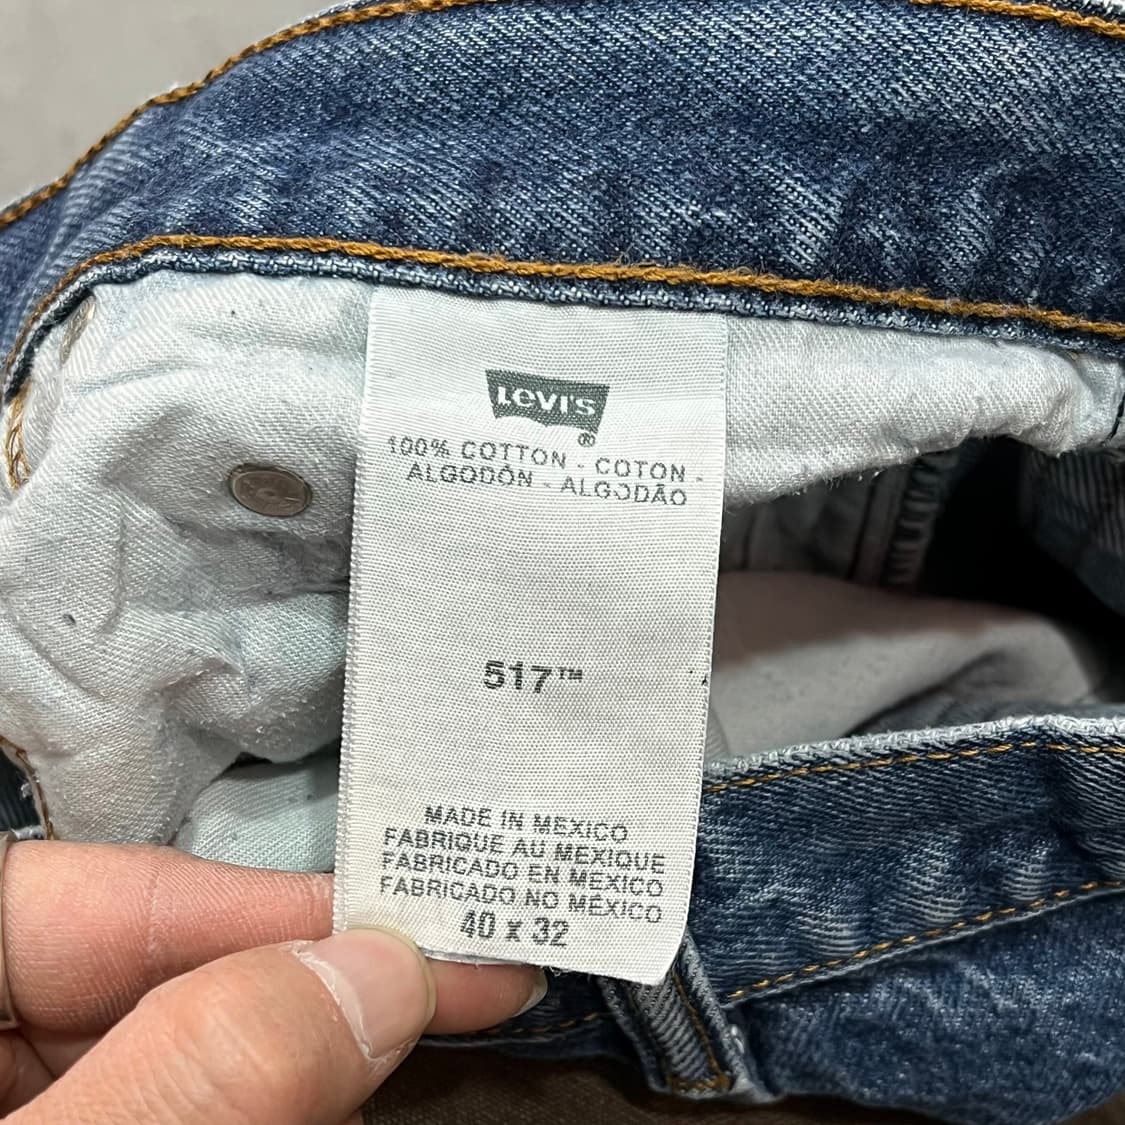 LEVI'S
®
100% COTTON - COTON -
ALGODÓN - ALGODÃO
517™
MADE IN MEXICO
FABRIQUE AU MEXIQUE
FABRICADO EN MEXICO
FABRICADO NO MÉXICO
40 x 32